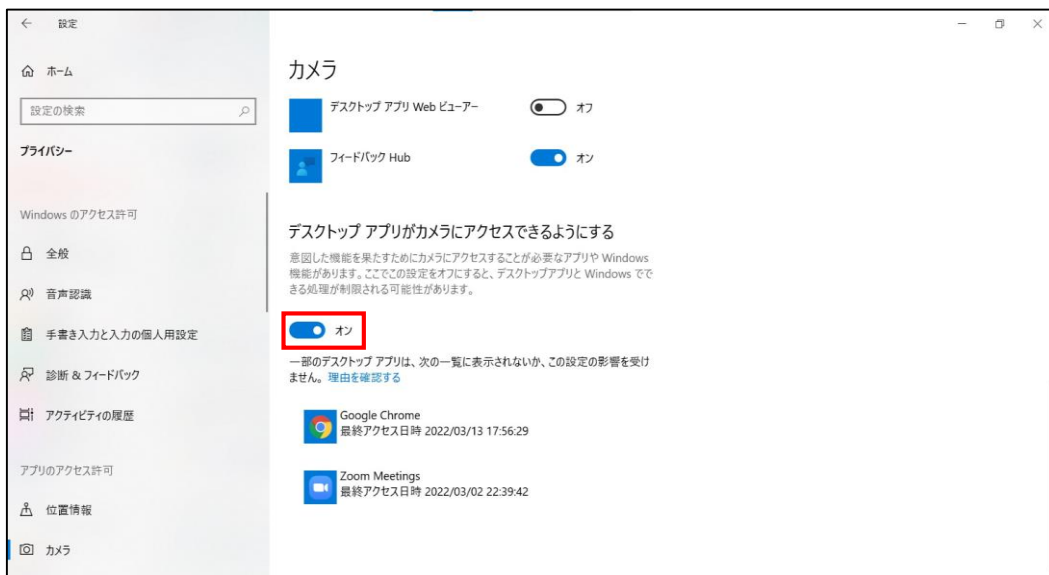 設定
ホーム
設定の検索
プライバシー
Windows のアクセス許可
全般
音声認識
手書き入力と入力の個人用設定
診断 & フィードバック
アクティビティの履歴
アプリのアクセス許可
位置情報
カメラ
カメラ
デスクトップ アプリ Web ビューアー
オフ
フィードバック Hub
オン
デスクトップ アプリがカメラにアクセスできるようにする
意図した機能を果たすためにカメラにアクセスすることが必要なアプリや Windows
機能があります。ここでこの設定をオフにすると、デスクトップアプリと Windows でで
きる処理が制限される可能性があります。
オン
一部のデスクトップ アプリは、次の一覧に表示されないか、この設定の影響を受け
ません。 理由を確認する
Google Chrome
最終アクセス日時 2022/03/13 17:56:29
Zoom Meetings
最終アクセス日時 2022/03/02 22:39:42